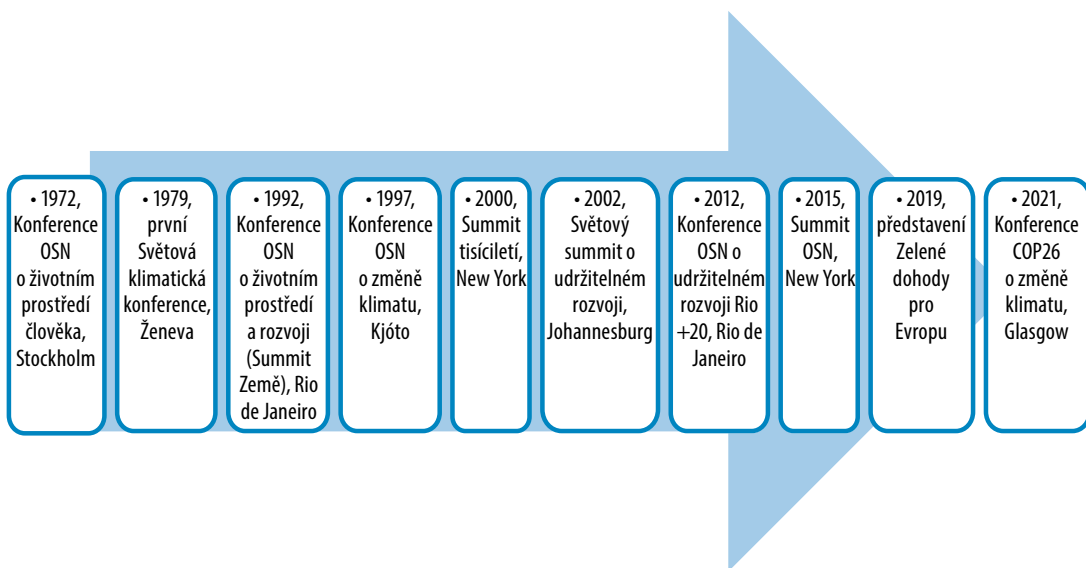 • 1972,
Konference
OSN
o životním
prostředí
člověka,
Stockholm
• 1979,
první
Světová
klimatická
konference,
Ženeva
• 1992,
Konference
OSN
o životním
prostředí
a rozvoji
(Summit
Země), Rio
de Janeiro
• 1997,
Konference
OSN
o změně
klimatu,
Kjóto
• 2000,
Summit
tisíciletí,
New York
• 2002,
Světový
summit o
udržitelném
rozvoji,
Johannesburg
• 2012,
Konference
OSN o
udržitelném
rozvoji Rio
+20, Rio de
Janeiro
• 2015,
Summit
OSN,
New York
• 2019,
představení
Zelené
dohody
pro
Evropu
• 2021,
Konference
COP26
o změně
klimatu,
Glasgow